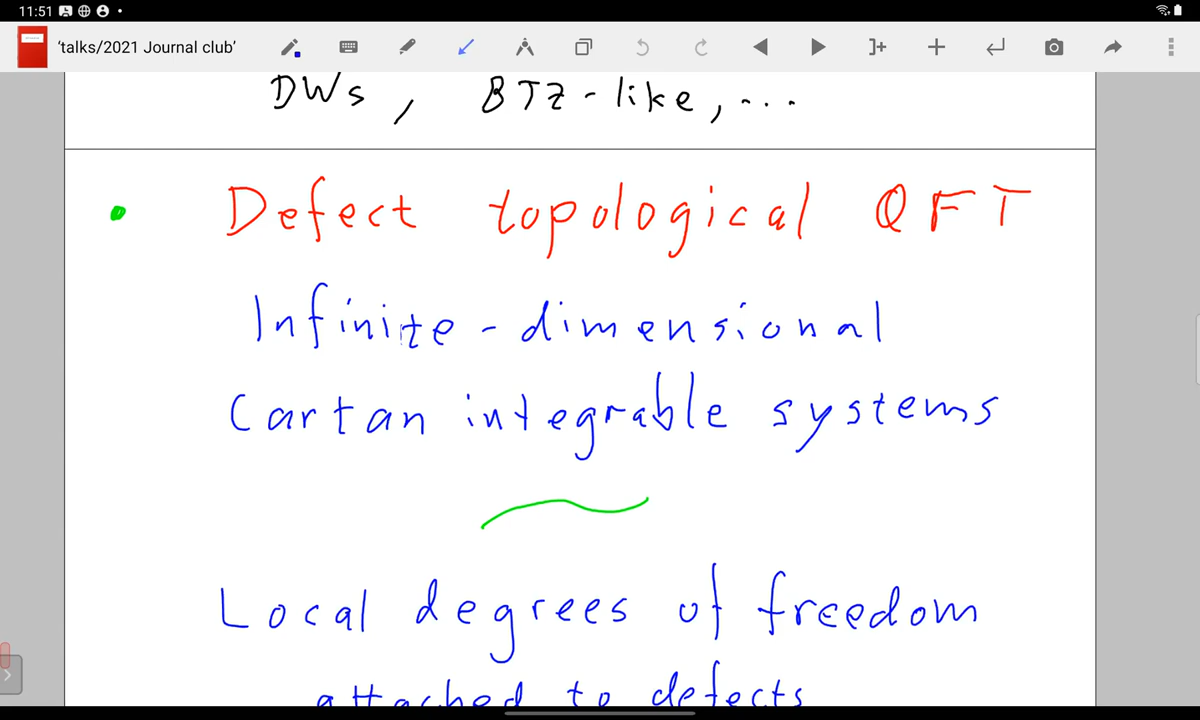 11:51
'talks/2021 Journal club'
DWs, BTZ-like, ...
• Defect topological QFT
Infinite-dimensional
Cartan integrable systems
Local degrees of freedom
attached to defects